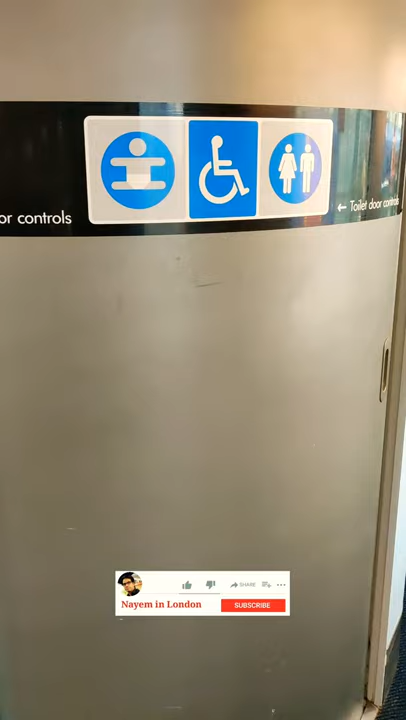 or controls
← Toilet door controls
SHARE
Nayem in London
SUBSCRIBE